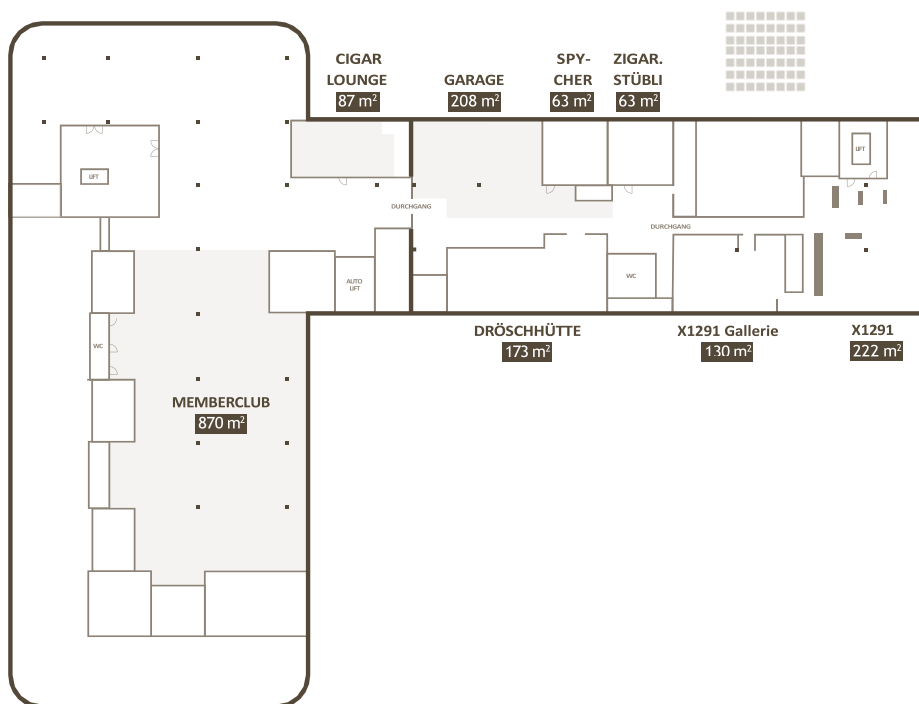 CIGAR
LOUNGE
87 m²
GARAGE
208 m²
SPY-
CHER
63 m²
ZIGAR.
STÜBLI
63 m²
LIFT
LIFT
DURCHGANG
DURCHGANG
AUTO
LIFT
WC
WC
DRÖSCHHÜTTE
173 m²
X1291 Gallerie
130 m²
X1291
222 m²
MEMBERCLUB
870 m²